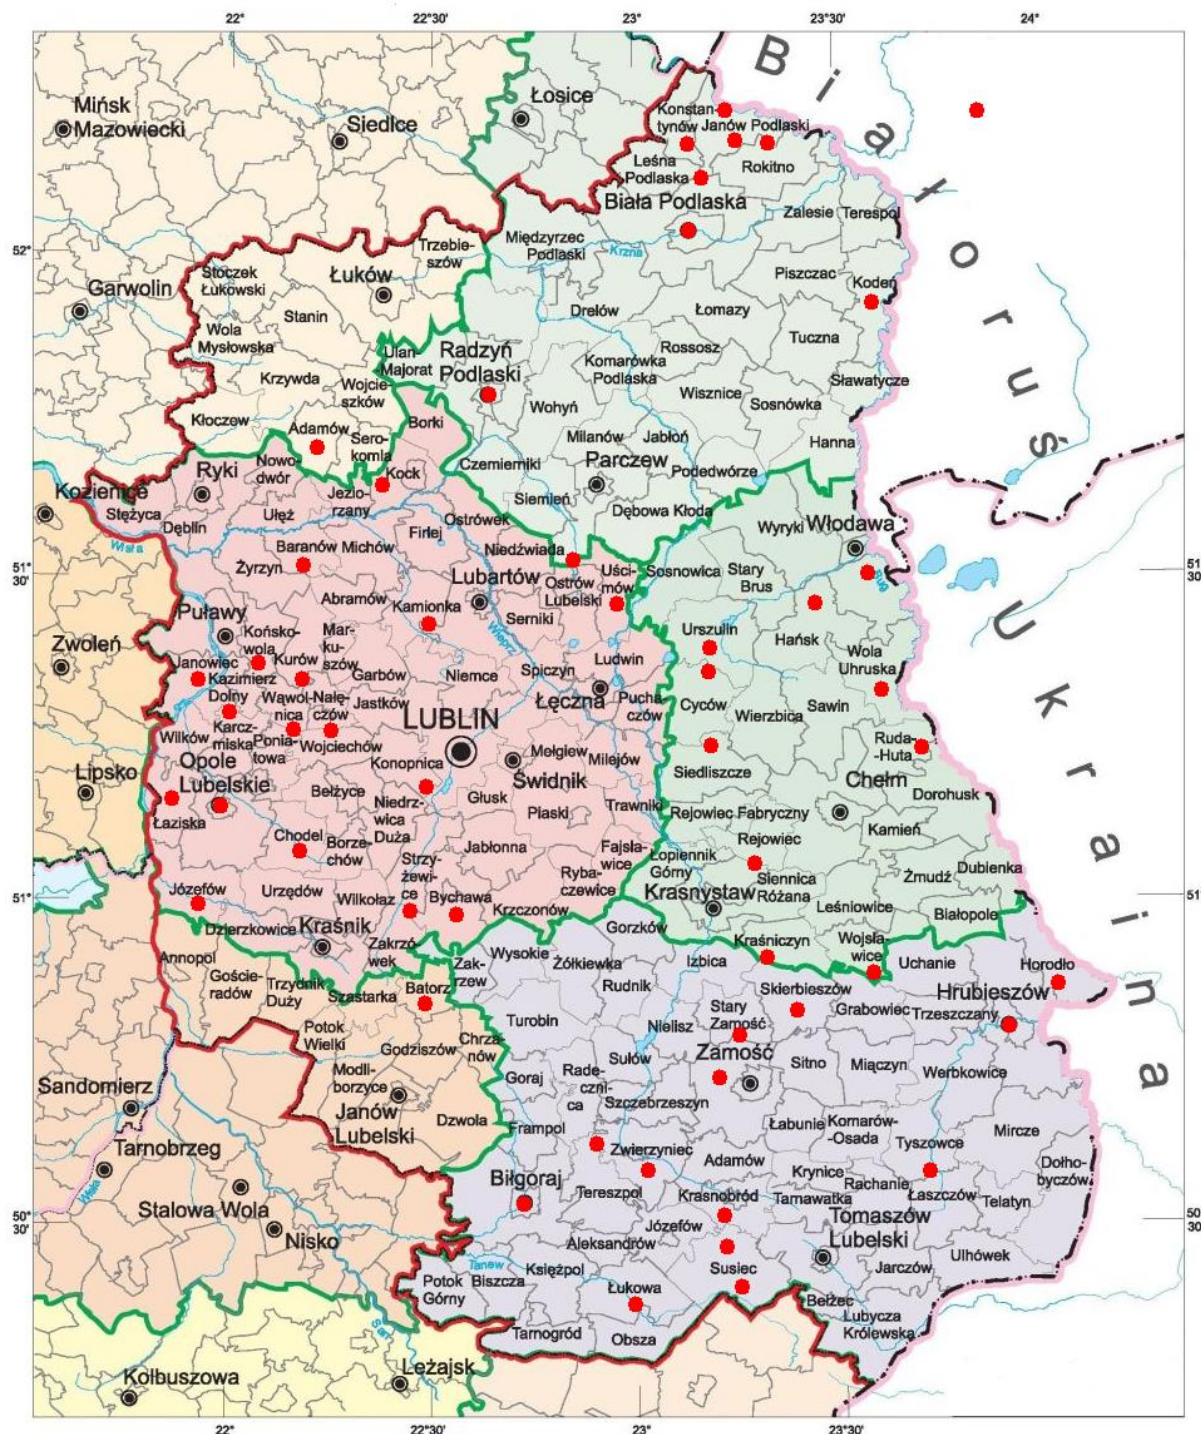 22°
22°30'
23°
23°30'
24°
Białoruś
Ukraina
Mińsk
Mazowiecki
Siedlce
Łosice
Konstan-
tynów
Janów Podlaski
Leśna
Podlaska
Rokitno
Biała Podlaska
Zalesie
Terespol
Międzyrzec
Podlaski
Krzna
Trzebie-
szów
52°
Stoczek
Łukowski
Łuków
Piszczac
Kodeń
Garwolin
Stanin
Drelów
Łomazy
Wola
Mysłowska
Tuczna
Ulan-
Majorat
Radzyń
Podlaski
Rossosz
Komarówka
Podlaska
Krzywda
Wojcie-
szków
Sławatycze
Wisznice
Sosnówka
Wohyń
Kłoczew
Adamów
Borki
Sero-
komla
Milanów
Jabłoń
Hanna
Nowo-
dwór
Ryki
Kock
Czemierniki
Parczew
Podedwórze
Kozienice
Stężyca
Dęblin
Jezio-
rzany
Siemień
Dębowa Kłoda
Ułęż
Ostrówek
Firlej
Wyryki
Włodawa
Wisła
Baranów
Michów
Niedźwiada
51°
30'
Żyrzyn
Lubartów
Ostrów
Lubelski
Uści-
mów
Sosnowica
Stary
Brus
Bug
51°
30'
Abramów
Kamionka
Serniki
Wieprz
Puławy
Końsko-
wola
Mar-
ku-
szów
Urszulin
Hańsk
Zwoleń
Janowiec
Kazimierz
Dolny
Kurów
Garbów
Niemce
Spiczyn
Ludwin
Wola
Uhruska
Łęczna
Pucha-
czów
Wąwol-
nica
Nałę-
czów
Jastków
Cyców
Wierzbica
Sawin
LUBLIN
Wilków
Karcz-
miska
Ponia-
towa
Wojciechów
Konopnica
Mełgiew
Milejów
Ruda-
-Huta
Opole
Lubelskie
Świdnik
Siedliszcze
Chełm
Lipsko
Bełżyce
Niedrz-
wica
Duża
Głusk
Piaski
Trawniki
Dorohusk
Łaziska
Rejowiec Fabryczny
Kamień
Chodel
Borze-
chów
Jabłonna
Fajsła-
wice
Rejowiec
Strzy-
żewi-
ce
Łopiennik
Górny
Dubienka
Józefów
Urzędów
Wilkołaz
Bychawa
Ryba-
czewice
Siennica
Różana
Żmudź
51°
51°
Krasnystaw
Leśniowice
Krzczonów
Białopole
Dzierzkowice
Kraśnik
Gorzków
Zakrzó-
wek
Kraśniczyn
Wojsła-
wice
Annopol
Wysokie
Żółkiewka
Izbica
Uchanie
Horodło
Goście-
radów
Trzydnik
Duży
Szastarka
Batorz
Zak-
rzew
Rudnik
Skierbieszów
Hrubieszów
Stary
Zamość
Grabowiec
Trzeszczany
Turobin
Nielisz
Potok
Wielki
Godziszów
Chrza-
nów
Zamość
Sułów
Sitno
Miączyn
Werbkowice
Modli-
borzyce
Goraj
Rade-
czni-
ca
Sandomierz
Janów
Lubelski
Szczebrzeszyn
Dzwola
Frampol
Łabunie
Komarów-
-Osada
Mircze
Tyszowce
Tarnobrzeg
Zwierzyniec
Adamów
Krynice
Dołho-
byczów
Rachanie
Wisła
Biłgoraj
Tereszpol
Krasnobród
Tarnawatka
Łaszczów
Telatyn
Stalowa Wola
Józefów
Tomaszów
Lubelski
50°
30
Nisko
Aleksandrów
Ulhówek
Tanew
Księżpol
Susiec
Jarczów
Potok
Górny
Biszcza
Łukowa
Bełżec
Lubycza
Królewska
San
Tarnogród
Obsza
Leżajsk
Kolbuszowa
22°
22°30'
23°
23°30'